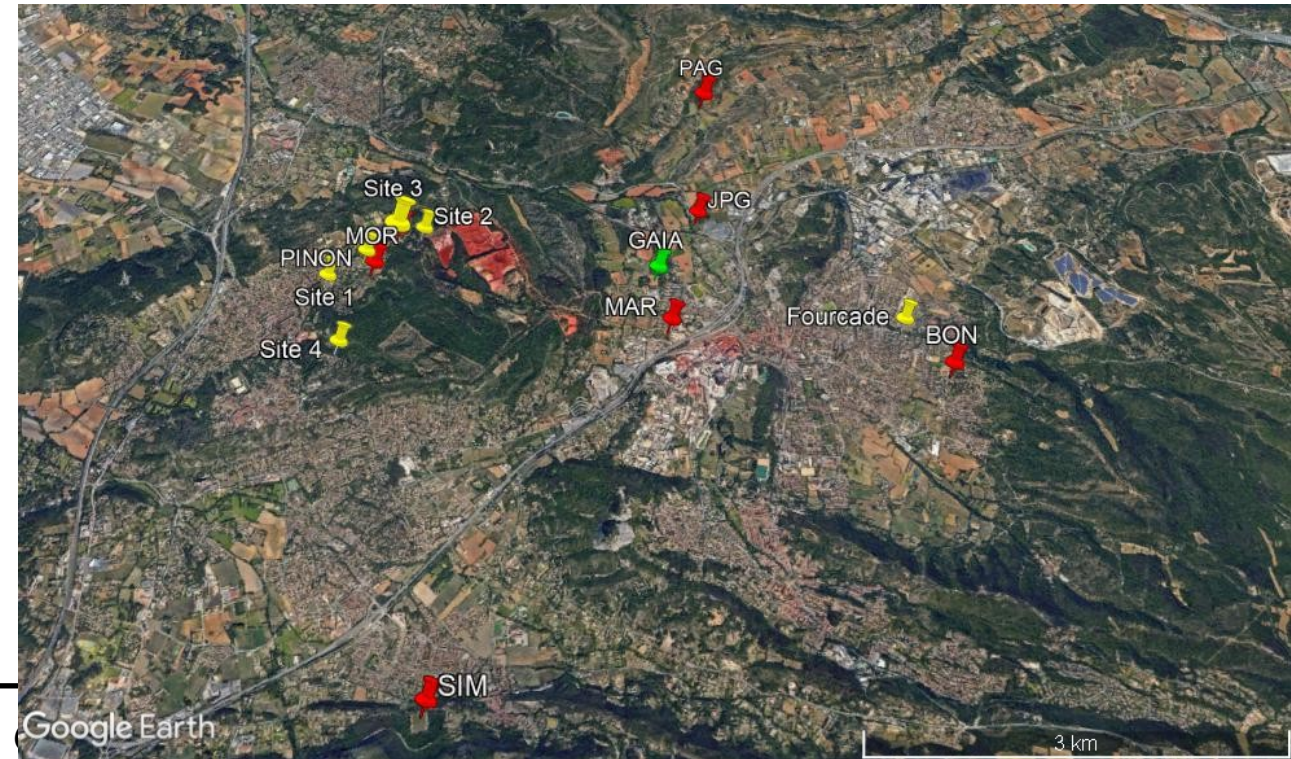 PAG
Site 3
JPG
Site 2
MOR
GAIA
PINON
Site 1
MAR
Fourcade
BON
Site 4
SIM
Google Earth
3 km